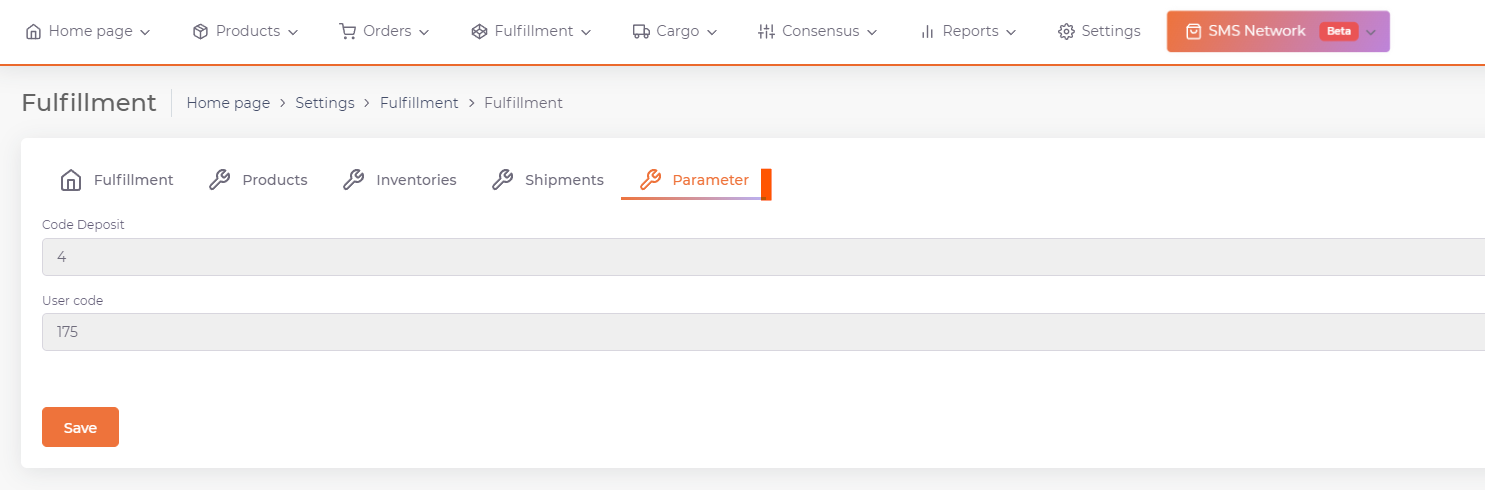 Home page Products Orders Fulfillment Cargo Consensus Reports Settings SMS Network Beta
Fulfillment Home page > Settings > Fulfillment > Fulfillment
Fulfillment Products Inventories Shipments Parameter
Code Deposit
4
User code
175
Save